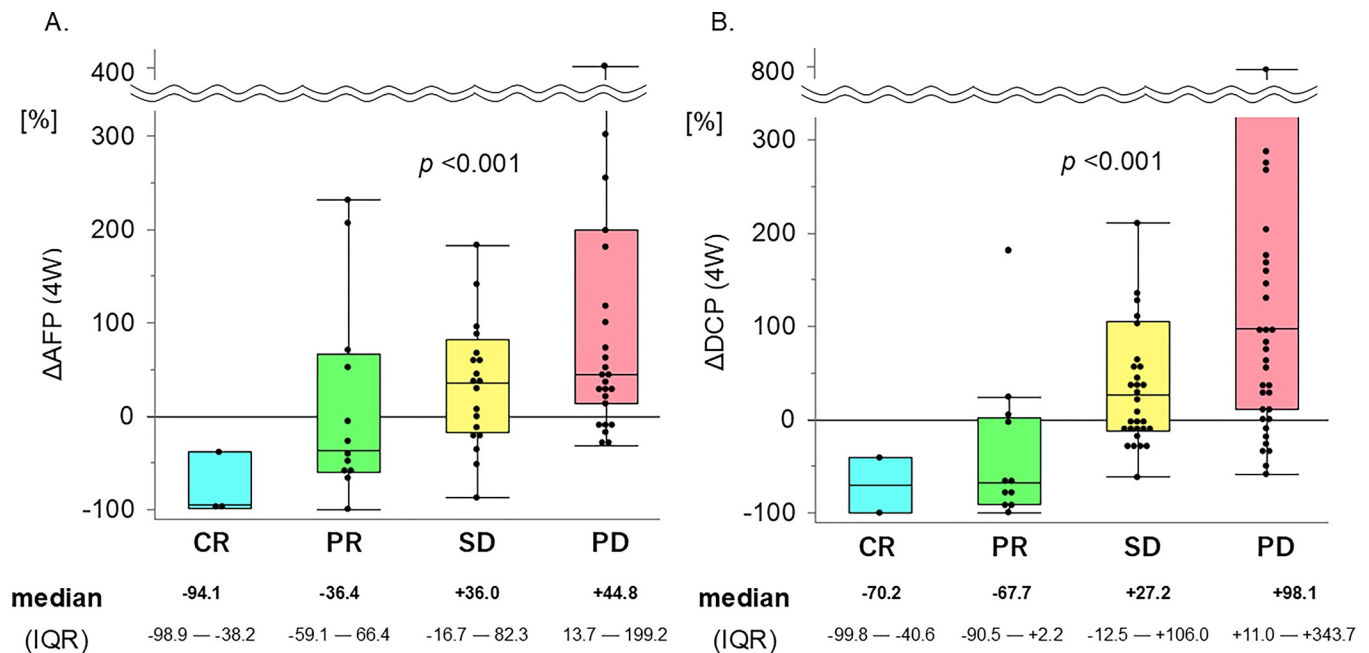 A.
400
[%]
300
p <0.001
200
ΔAFP (4W)
100
0
-100
CR PR SD PD
median -94.1 -36.4 +36.0 +44.8
(IQR) -98.9 — -38.2 -59.1 — 66.4 -16.7 — 82.3 13.7 — 199.2
B.
800
[%]
300
p <0.001
200
ΔDCP (4W)
100
0
-100
CR PR SD PD
median -70.2 -67.7 +27.2 +98.1
(IQR) -99.8 — -40.6 -90.5 — +2.2 -12.5 — +106.0 +11.0 — +343.7